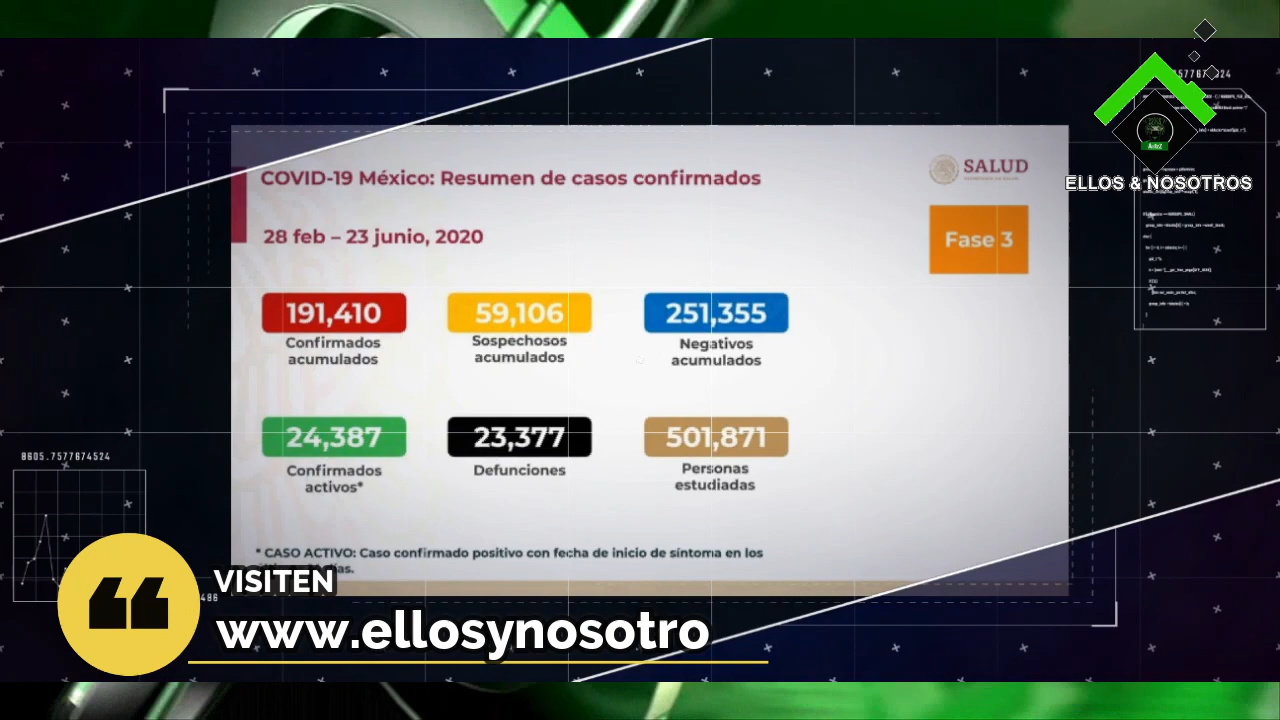 COVID-19 México: Resumen de casos confirmados
SALUD
28 feb – 23 junio, 2020
Fase 3
ELLOS & NOSOTROS
191,410
Confirmados
acumulados
59,106
Sospechosos
acumulados
251,355
Negativos
acumulados
24,387
Confirmados
activos*
23,377
Defunciones
501,871
Personas
estudiadas
8605.7577674524
* CASO ACTIVO: Caso confirmado positivo con fecha de inicio de síntoma en los
VISITEN
www.ellosynosotro